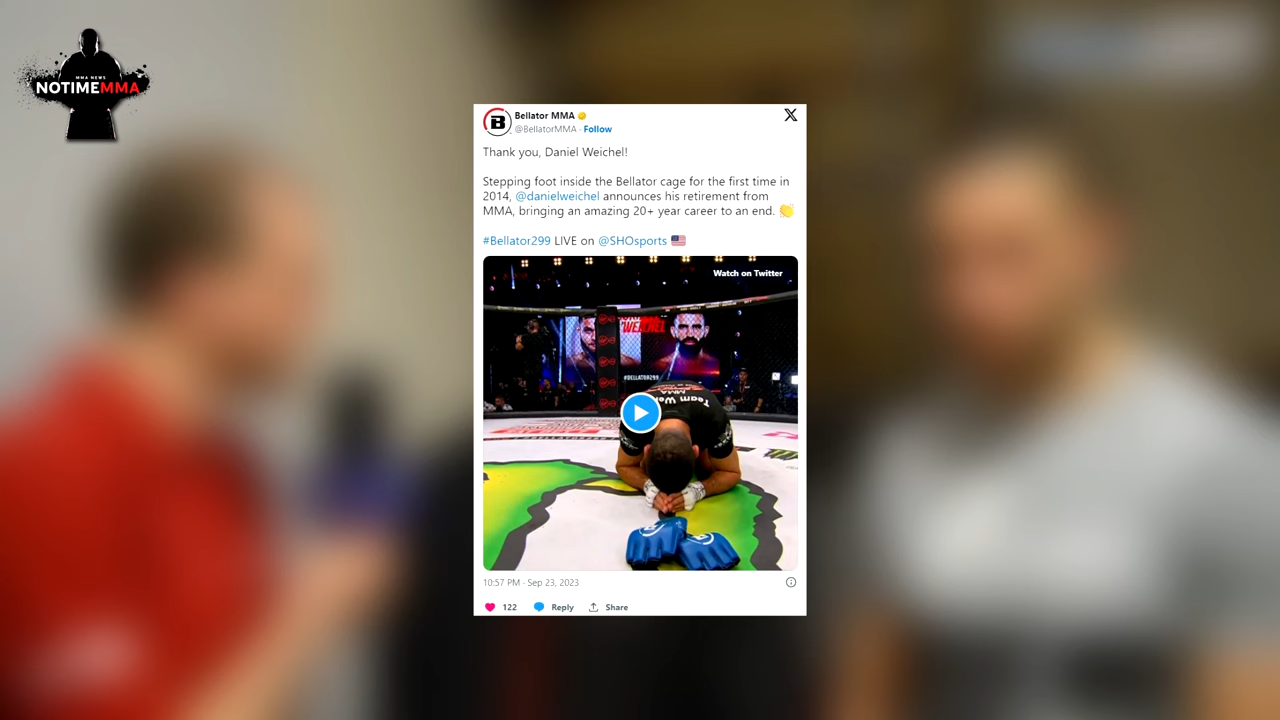 MMA NEWS
NOTIMEMMA
Bellator MMA
@BellatorMMA · Follow
X
Thank you, Daniel Weichel!
Stepping foot inside the Bellator cage for the first time in
2014, @danielweichel announces his retirement from
MMA, bringing an amazing 20+ year career to an end. 👏
#Bellator299 LIVE on @SHOsports 🇺🇸
Watch on Twitter
WEICHEL
#BELLATOR299
MMA
Team Wei
10:57 PM · Sep 23, 2023
122
Reply
Share